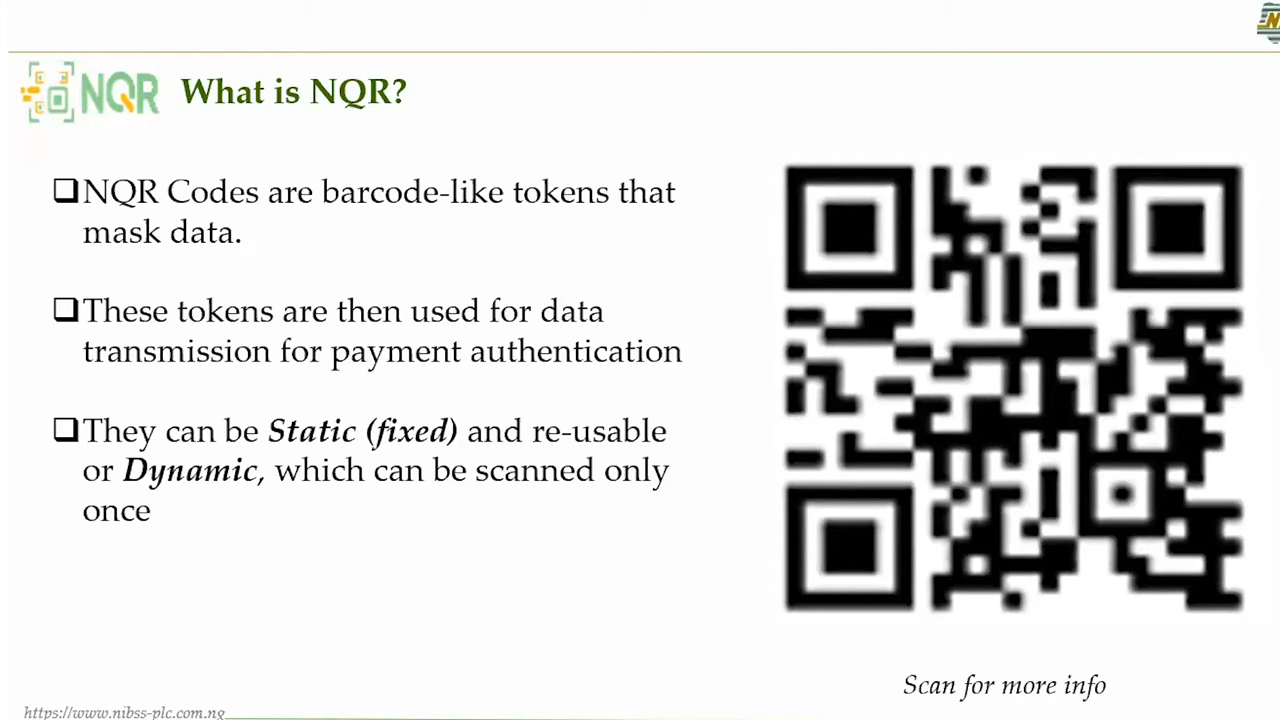 NQR What is NQR?
❑NQR Codes are barcode-like tokens that
mask data.
❑These tokens are then used for data
transmission for payment authentication
❑They can be Static (fixed) and re-usable
or Dynamic, which can be scanned only
once
Scan for more info
https://www.nibss-plc.com.ng